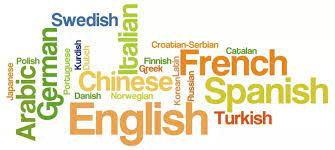 Swedish
Italian
Croatian-Serbian
Catalan
Polish
Kurdish
Dutch
Finnish
Greek
Latin
French
Japanese
Arabic
German
Portuguese
Chinese
Korean
Russian
Spanish
Danish
Norwegian
English
Turkish